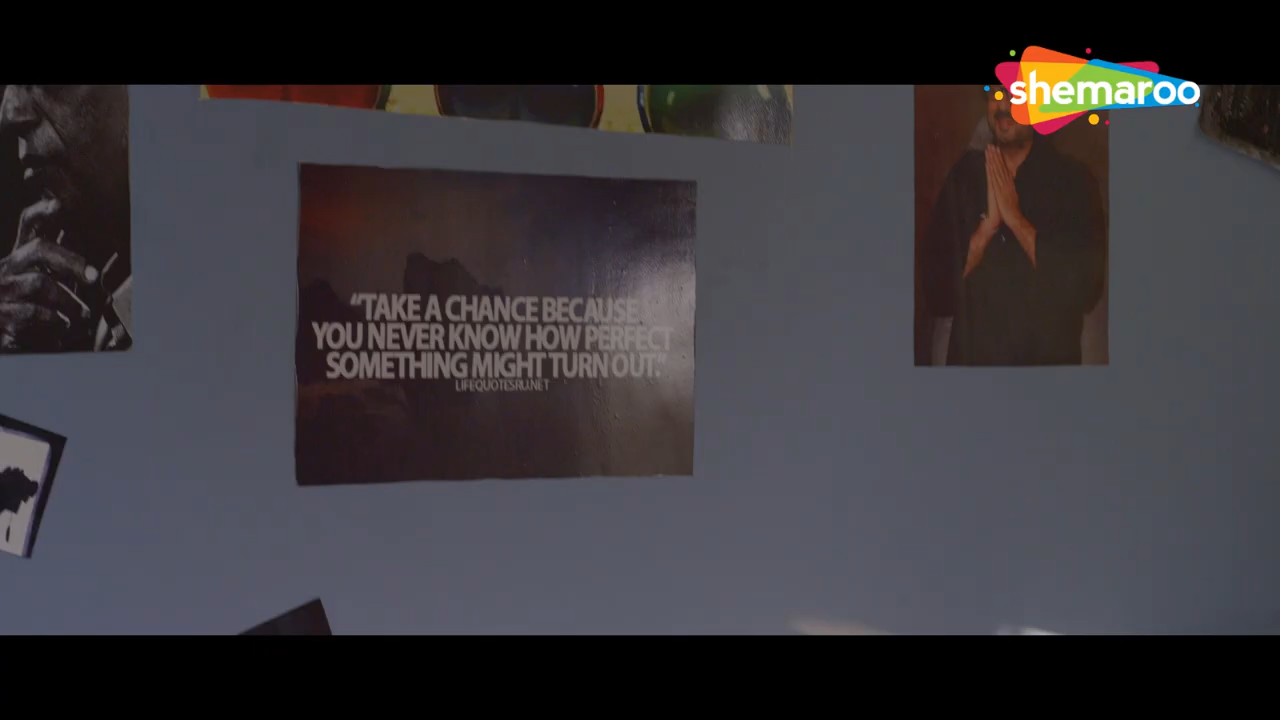 shemaroo
“TAKE A CHANCE BECAUSE
YOU NEVER KNOW HOW PERFECT
SOMETHING MIGHT TURN OUT.”
LIFEQUOTESRU.NET